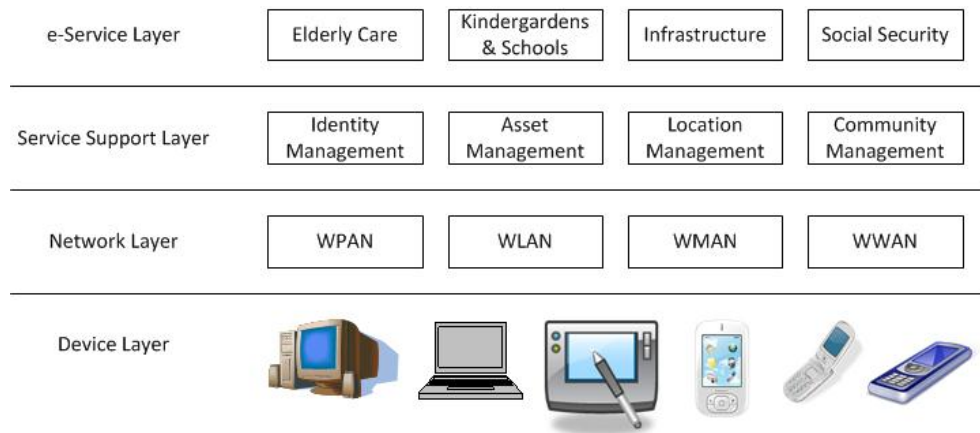 e-Service Layer
Elderly Care
Kindergardens
& Schools
Infrastructure
Social Security
Service Support Layer
Identity
Management
Asset
Management
Location
Management
Community
Management
Network Layer
WPAN
WLAN
WMAN
WWAN
Device Layer